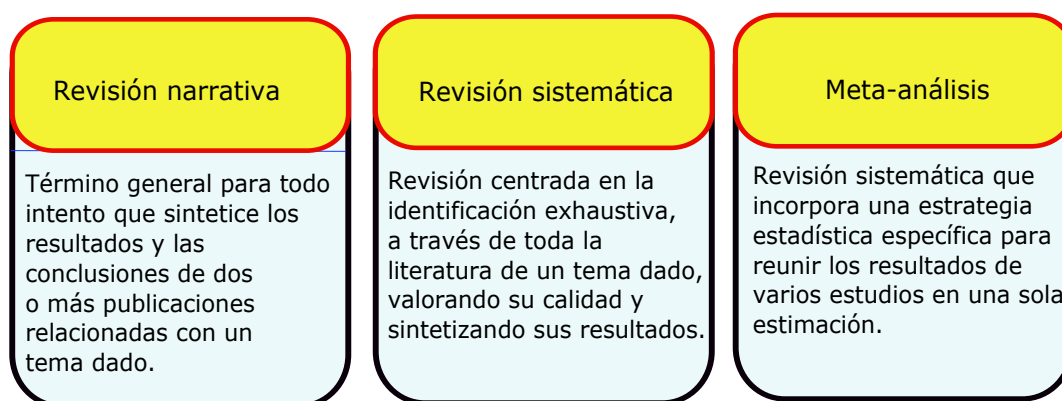 Revisión narrativa
Término general para todo
intento que sintetice los
resultados y las
conclusiones de dos
o más publicaciones
relacionadas con un
tema dado.
Revisión sistemática
Revisión centrada en la
identificación exhaustiva,
a través de toda la
literatura de un tema dado,
valorando su calidad y
sintetizando sus resultados.
Meta-análisis
Revisión sistemática que
incorpora una estrategia
estadística específica para
reunir los resultados de
varios estudios en una sola
estimación.